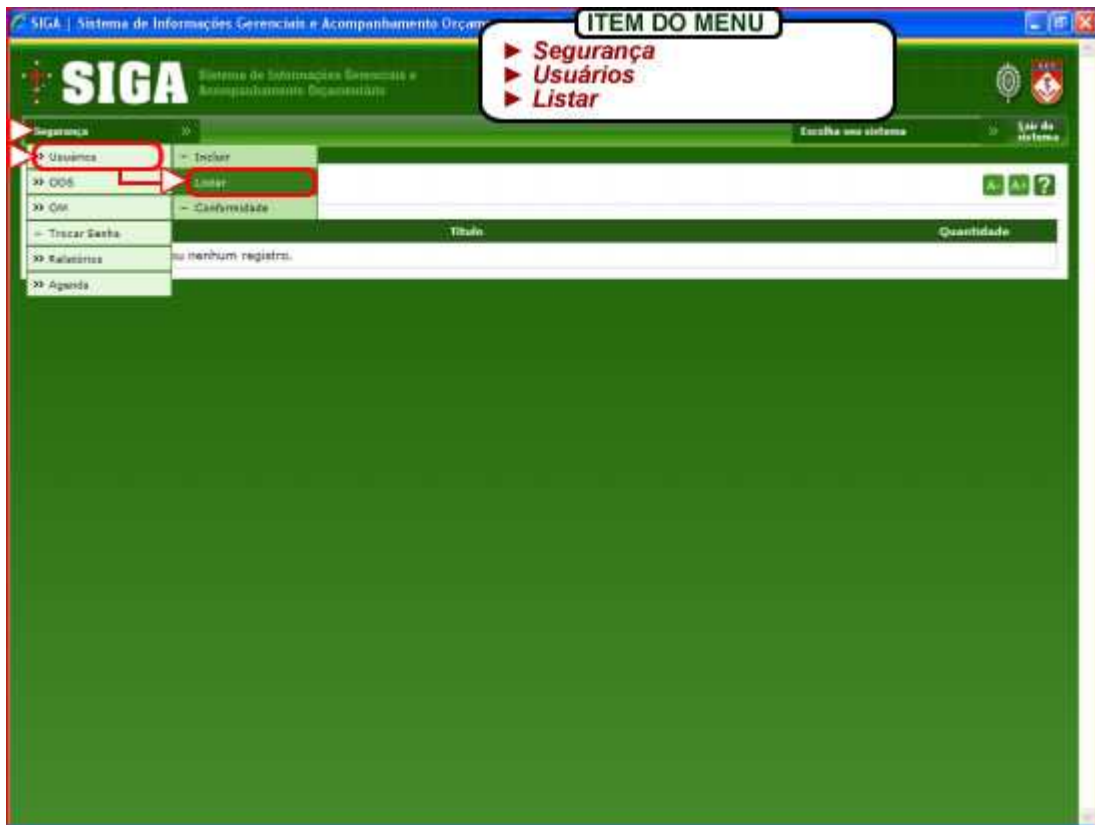 SIGA | Sistema de Informações Gerenciais e Acompanhamento Orçam
ITEM DO MENU
► Segurança
► Usuários
► Listar
SIGA
Sistema de Informações Gerenciais e
Acompanhamento Orçamentário
Segurança »
Escolha seu sistema »
Sair do
sistema
» Usuários
− Incluir
» ODS
− Listar
A- A+ ?
» OM
− Conformidade
− Trocar Senha
Título
Quantidade
» Relatórios
ou nenhum registro.
» Agenda